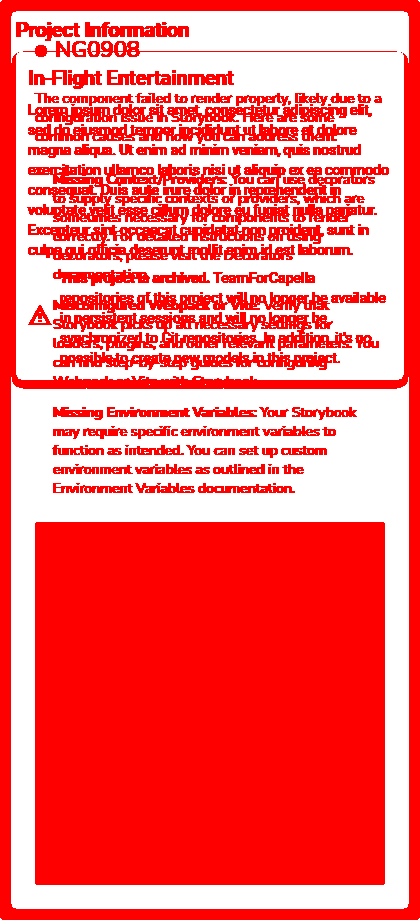 Project Information
NG0908
In-Flight Entertainment
The component failed to render properly, likely due to a
Lorem ipsum dolor sit amet, consectetur adipiscing elit,
configuration issue in Storybook. Here are some
sed do eiusmod tempor incididunt ut labore et dolore
common causes and how you can address them:
magna aliqua. Ut enim ad minim veniam, quis nostrud
exercitation ullamco laboris nisi ut aliquip ex ea commodo
Missing Context/Providers: You can use decorators
consequat. Duis aute irure dolor in reprehenderit in
to supply specific contexts or providers, which are
voluptate velit esse cillum dolore eu fugiat nulla pariatur.
sometimes necessary for components to render
Excepteur sint occaecat cupidatat non proident, sunt in
correctly. For detailed instructions on using
culpa qui officia deserunt mollit anim id est laborum.
decorators, please visit the decorators
documentation.
This project is archived. TeamForCapella
repositories of this project will no longer be available
Misconfigured Webpack or Vite: Verify that
in persistent sessions and will no longer be
Storybook picks up all necessary settings for
synchronized to Git repositories. In addition, it's no
loaders, plugins, and other relevant parameters. You
possible to create new models in this project.
can find step-by-step guides for configuring
Webpack or Vite with Storybook.
Missing Environment Variables: Your Storybook
may require specific environment variables to
function as intended. You can set up custom
environment variables as outlined in the
Environment Variables documentation.